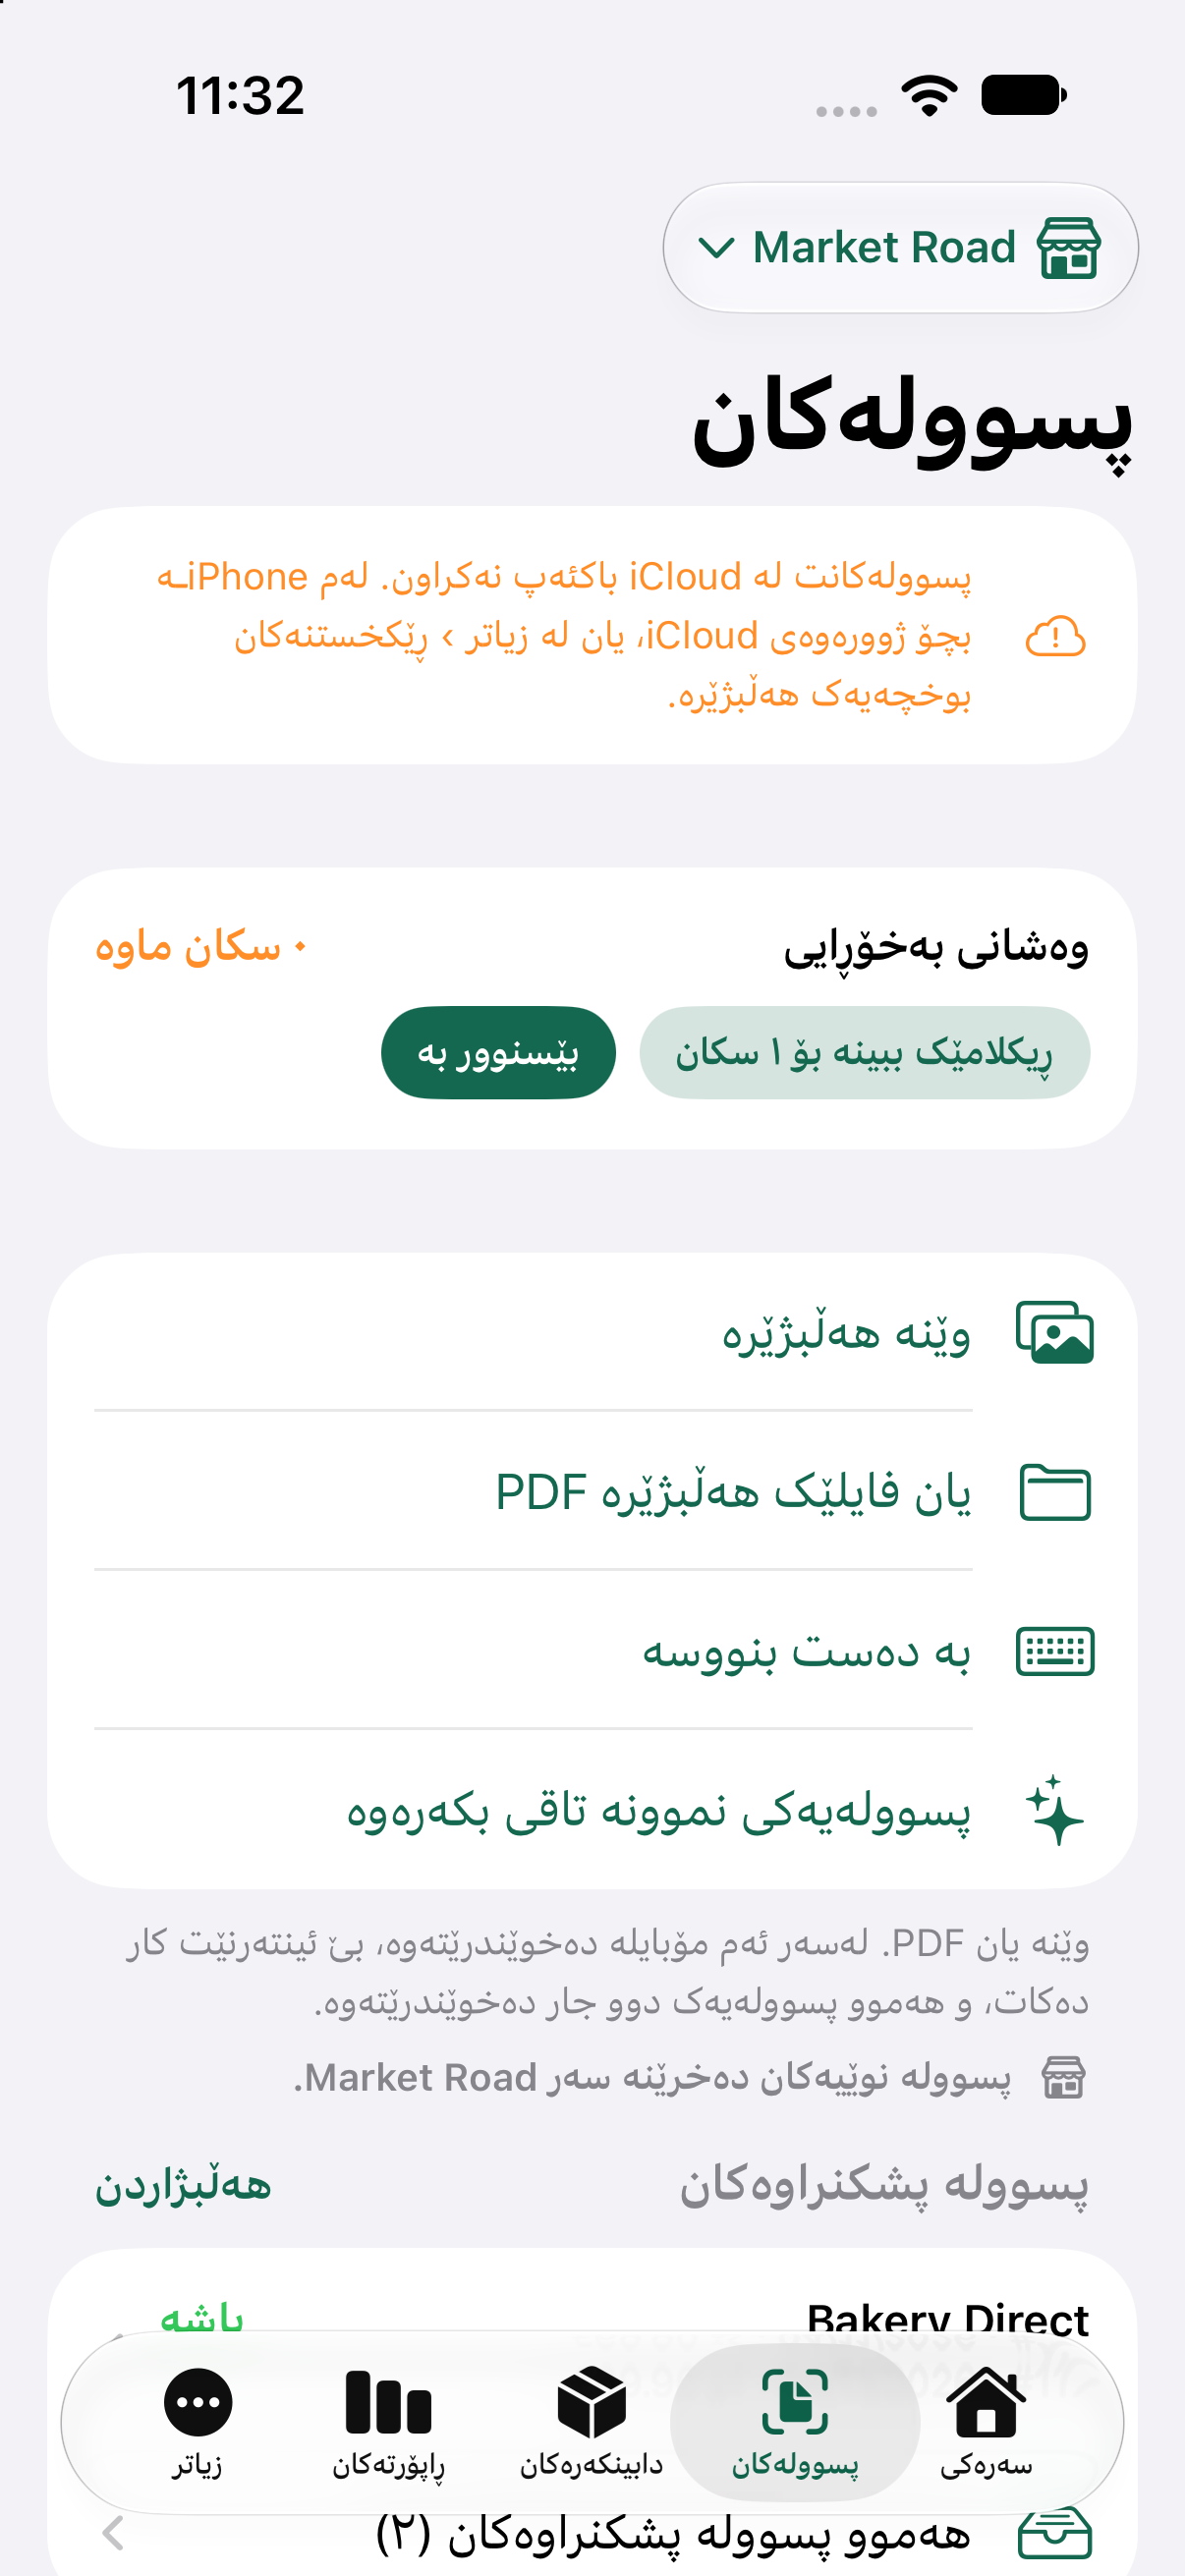 11:32
Market Road
پسوولەکان
پسوولەکانت لە iCloud باکئەپ نەکراون. لەم iPhoneـە
بچۆ ژوورەوەی iCloud، یان لە زیاتر › ڕێکخستنەکان
بوخچەیەک هەڵبژێرە.
وەشانی بەخۆڕایی
٠ سکان ماوە
ڕیکلامێک ببینە بۆ ١ سکان
بێسنوور بە
وێنە هەڵبژێرە
یان فایلێک هەڵبژێرە PDF
بە دەست بنووسە
پسوولەیەکی نموونە تاقی بکەرەوە
وێنە یان PDF. لەسەر ئەم مۆبایلە دەخوێندرێتەوە، بێ ئینتەرنێت کار
دەکات، و هەموو پسوولەیەک دوو جار دەخوێندرێتەوە.
پسوولە نوێیەکان دەخرێنە سەر Market Road.
پسوولە پشکنراوەکان
هەڵبژاردن
Bakery Direct
باشە
سەرەکی
پسوولەکان
دابینکەرەکان
ڕاپۆرتەکان
زیاتر
هەموو پسوولە پشکنراوەکان (٢)